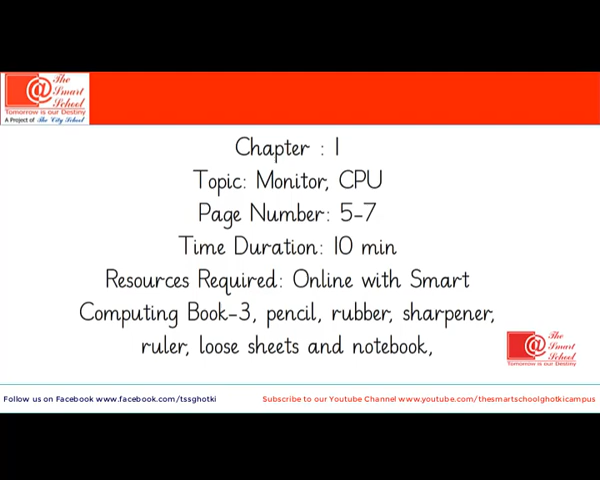 The
Smart
School
Tomorrow is our Destiny
A Project of The City School
Chapter : 1
Topic: Monitor, CPU
Page Number: 5-7
Time Duration: 10 min
Resources Required: Online with Smart
Computing Book-3, pencil, rubber, sharpener,
ruler, loose sheets and notebook,
The
Smart
School
Tomorrow is our Destiny
Follow us on Facebook www.facebook.com/tssghotki
Subscribe to our Youtube Channel www.youtube.com/thesmartschoolghotkicampus